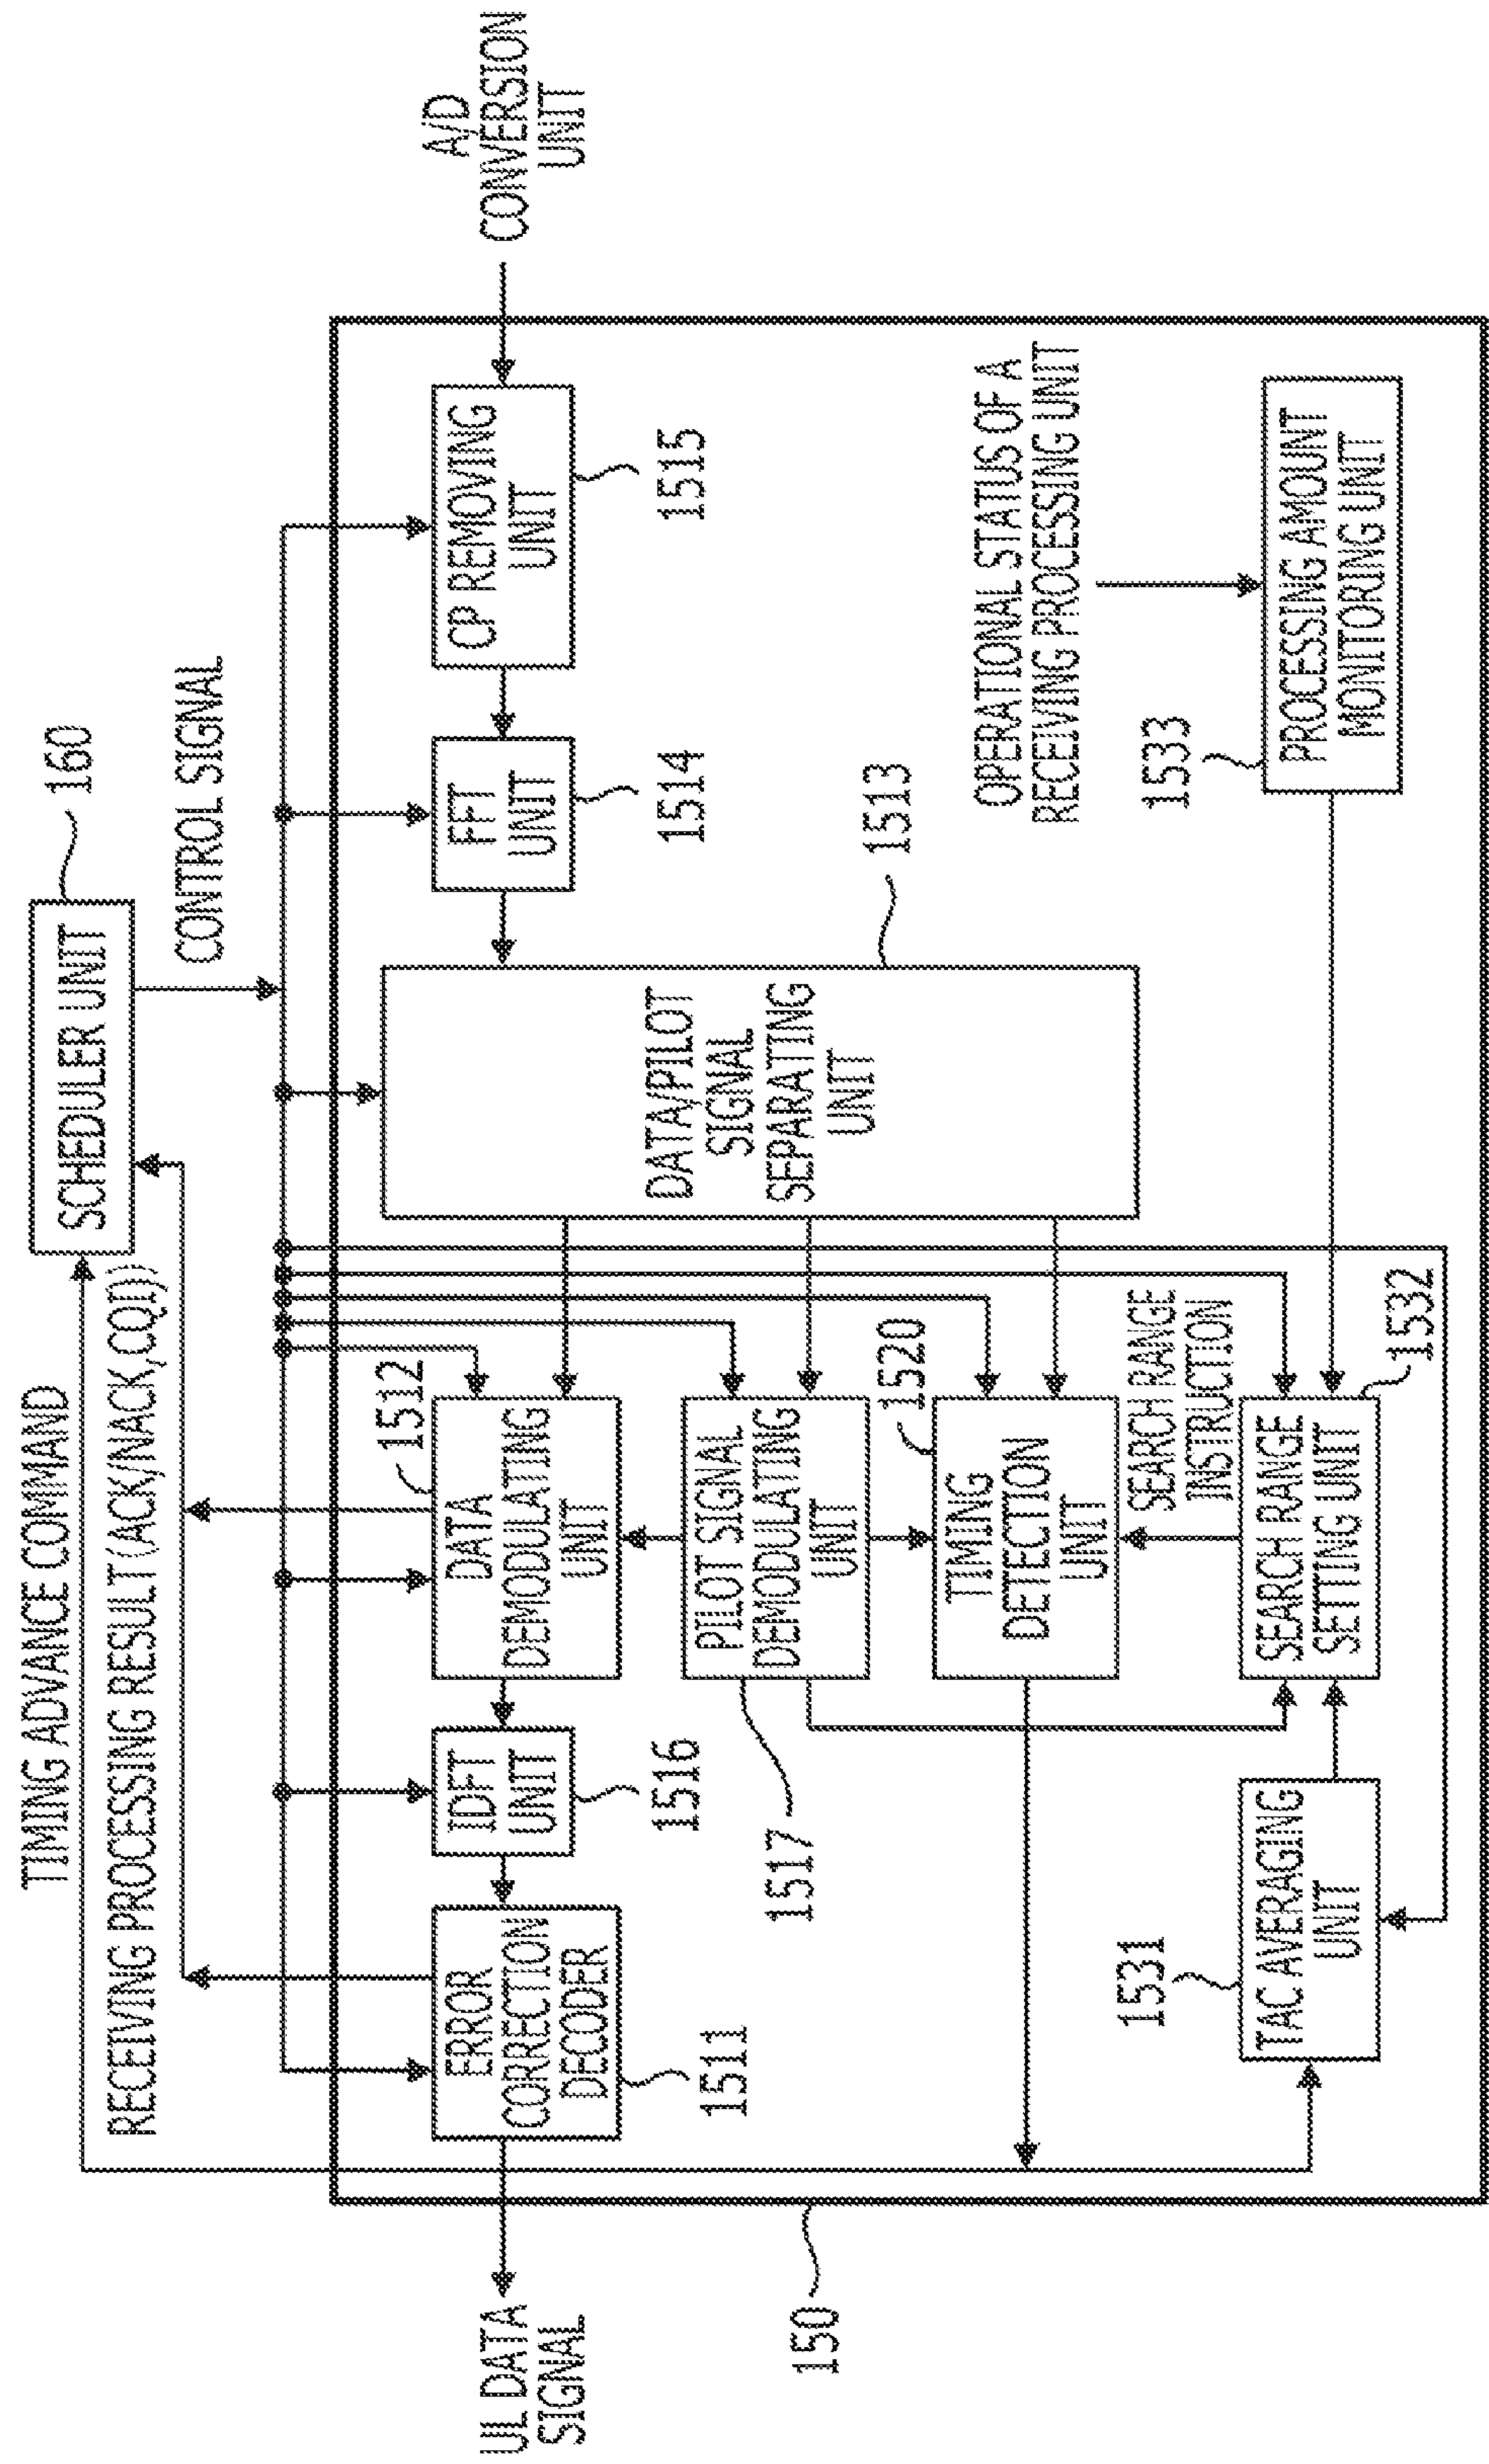 TIMING ADVANCE COMMAND
RECEIVING PROCESSING RESULT(ACK/NACK,CQI))
SCHEDULER UNIT
160
CONTROL SIGNAL
UL DATA
SIGNAL
150
ERROR
CORRECTION
DECODER
1511
IDFT
UNIT
1516
DATA
DEMODULATING
UNIT
1512
PILOT SIGNAL
DEMODULATING
UNIT
1517
TIMING
DETECTION
UNIT
1520
SEARCH RANGE
INSTRUCTION
SEARCH RANGE
SETTING UNIT
1532
TAC AVERAGING
UNIT
1531
DATA/PILOT
SIGNAL
SEPARATING
UNIT
1513
FFT
UNIT
1514
CP REMOVING
UNIT
1515
A/D
CONVERSION
UNIT
OPERATIONAL STATUS OF A
RECEIVING PROCESSING UNIT
1533
PROCESSING AMOUNT
MONITORING UNIT